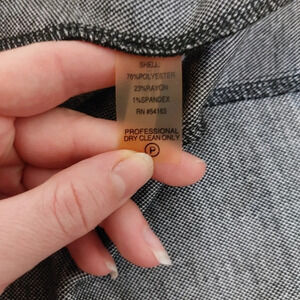 SHELL:
76%POLYESTER
23%RAYON
1%SPANDEX
RN #54163
PROFESSIONAL
DRY CLEAN ONLY
P